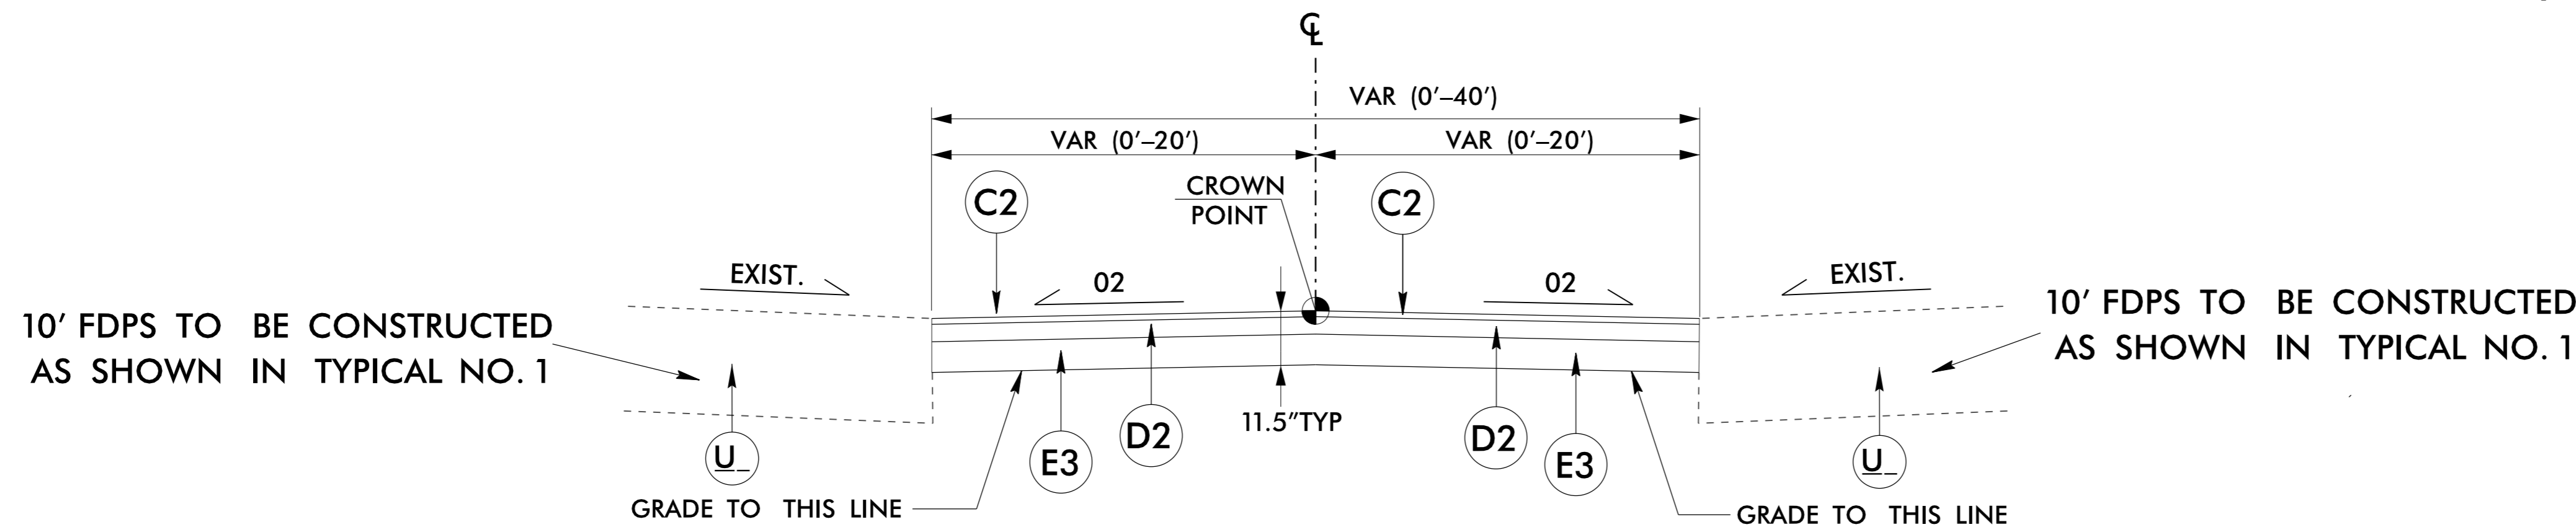 ℄
VAR (0′–40′)
VAR (0′–20′)
VAR (0′–20′)
C2
CROWN
POINT
C2
EXIST.
02
02
EXIST.
10′ FDPS TO BE CONSTRUCTED
AS SHOWN IN TYPICAL NO. 1
10′ FDPS TO BE CONSTRUCTED
AS SHOWN IN TYPICAL NO. 1
11.5″TYP
U_
E3
D2
D2
E3
U_
GRADE TO THIS LINE
GRADE TO THIS LINE